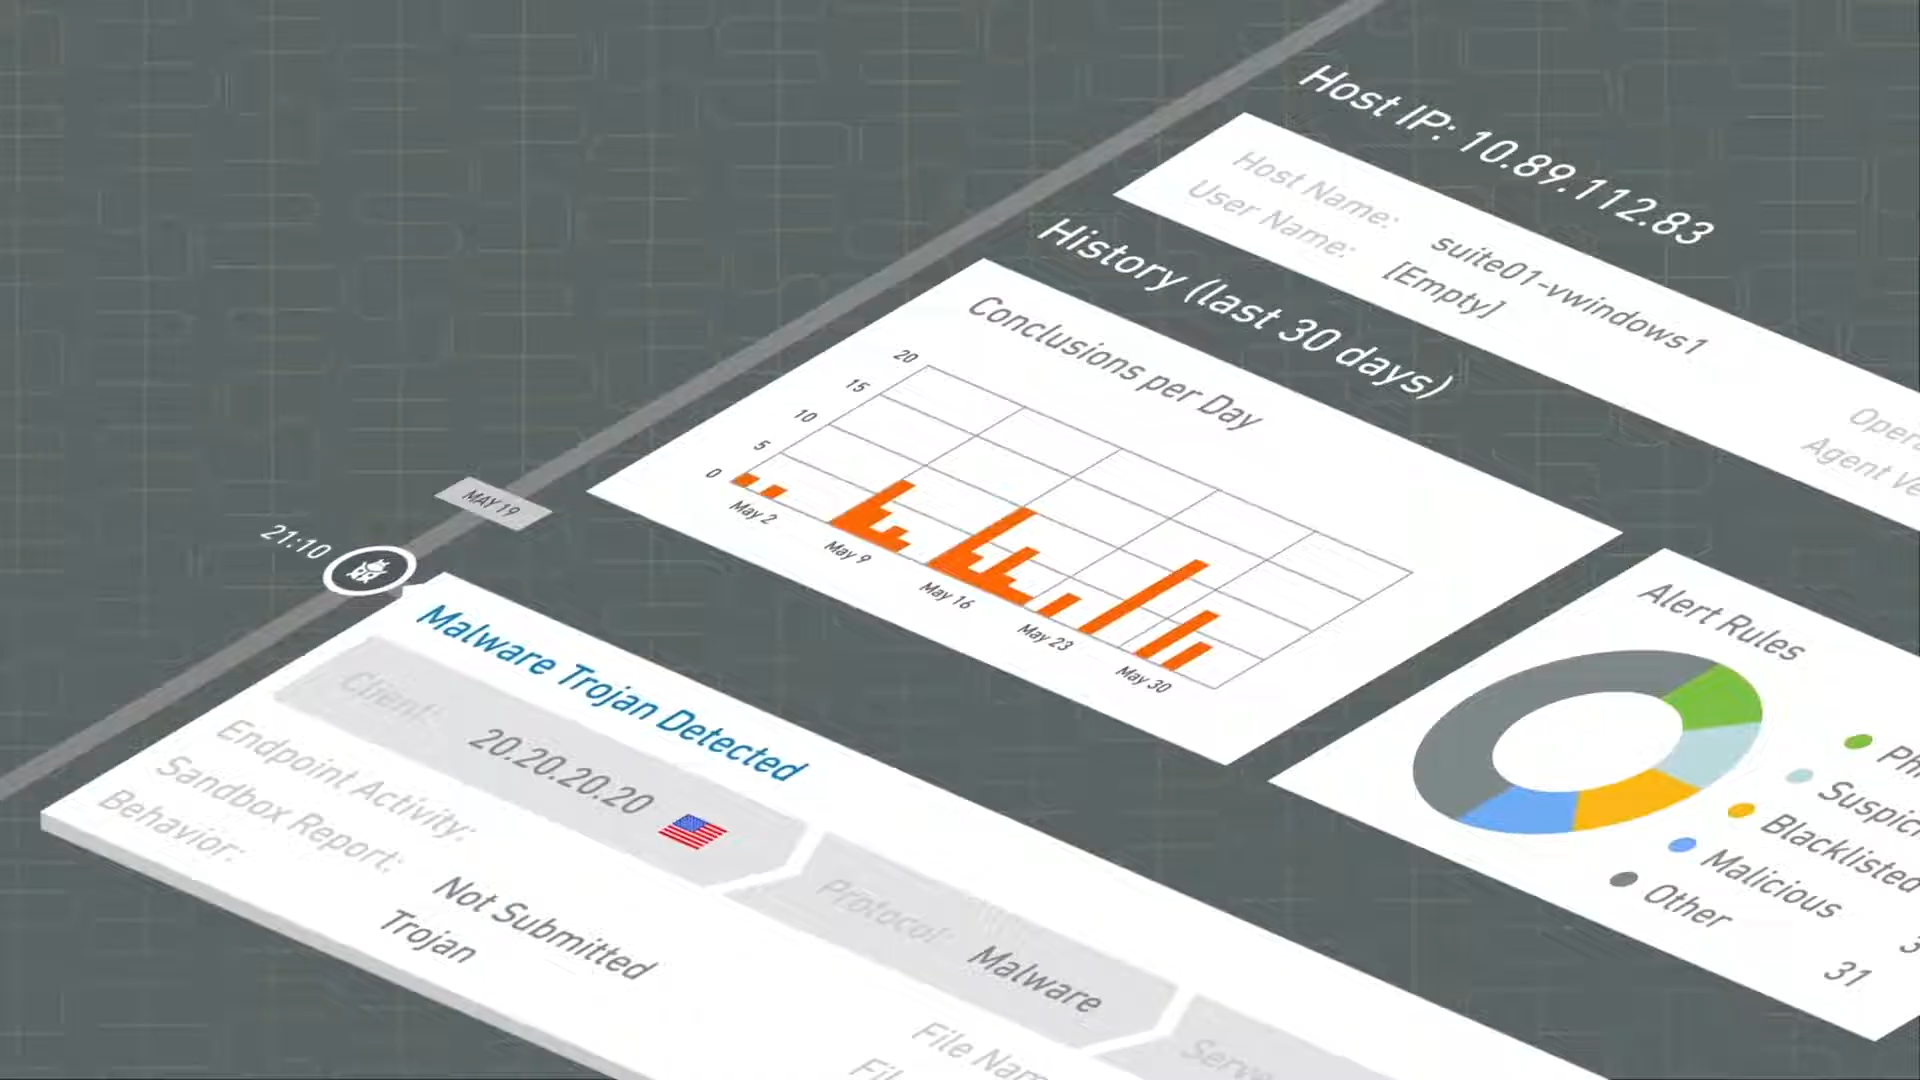 Host IP: 10.89.112.83
Host Name: suite01-vwindows1
User Name: [Empty]
Agent
History (last 30 days)
Conclusions per Day
20
15
10
5
0
May 2
May 9
May 16
May 23
May 30
Alert Rules
Blacklisted
Malicious
Other
31
MAY 19
21:10
Malware Trojan Detected
Client: 20.20.20.20
Protocol: Malware
Endpoint Activity:
Sandbox Report: Not Submitted
Behavior: Trojan
File